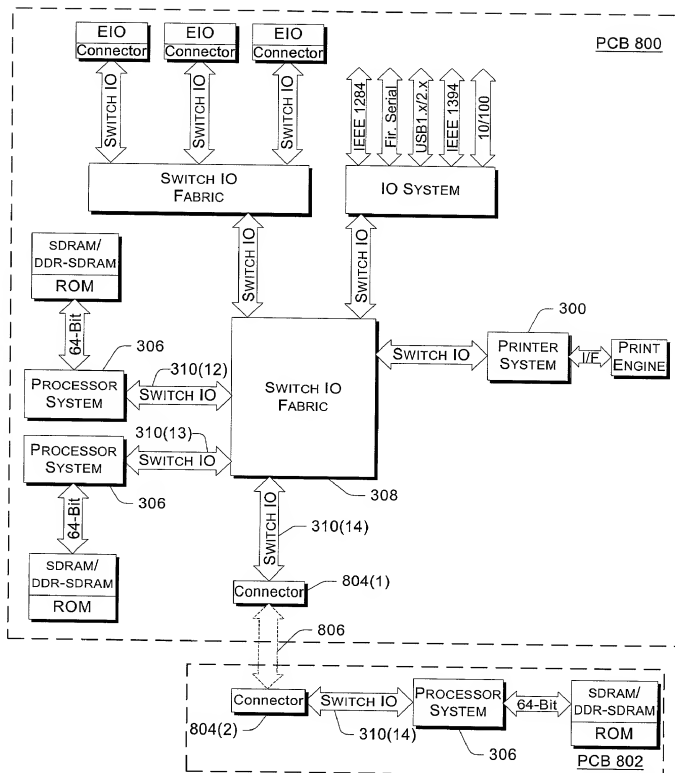 EIO
Connector
EIO
Connector
EIO
Connector
PCB 800
SWITCH IO
SWITCH IO
SWITCH IO
IEEE 1284
Fir. Serial
USB1.x/2.x
IEEE 1394
10/100
SWITCH IO
FABRIC
IO SYSTEM
SWITCH IO
SWITCH IO
SDRAM/
DDR-SDRAM
ROM
64-Bit
306
310(12)
PROCESSOR
SYSTEM
SWITCH IO
SWITCH IO
FABRIC
SWITCH IO
300
PRINTER
SYSTEM
I/F
PRINT
ENGINE
310(13)
PROCESSOR
SYSTEM
SWITCH IO
306
308
64-Bit
SWITCH IO
310(14)
SDRAM/
DDR-SDRAM
ROM
Connector
804(1)
806
Connector
SWITCH IO
PROCESSOR
SYSTEM
64-Bit
SDRAM/
DDR-SDRAM
ROM
804(2)
310(14)
306
PCB 802